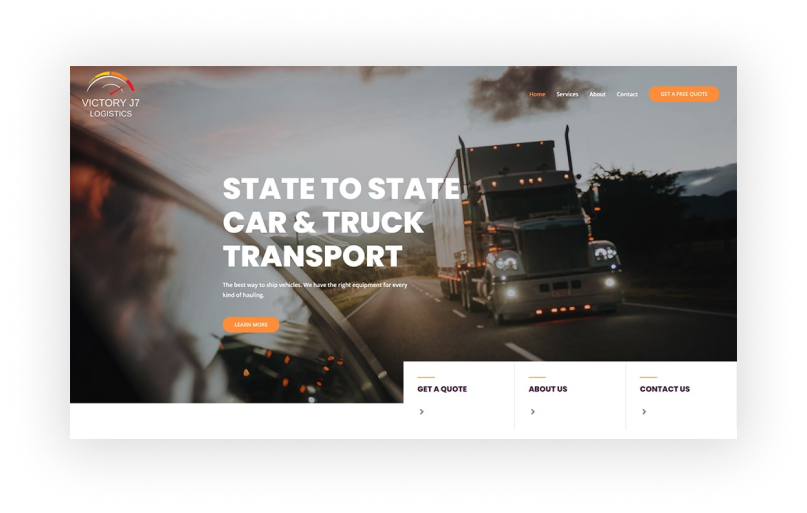 VICTORY J7
LOGISTICS
Home Services About Contact GET A FREE QUOTE
STATE TO STATE
CAR & TRUCK
TRANSPORT
The best way to ship vehicles. We have the right equipment for every
kind of hauling.
LEARN MORE
GET A QUOTE ABOUT US CONTACT US